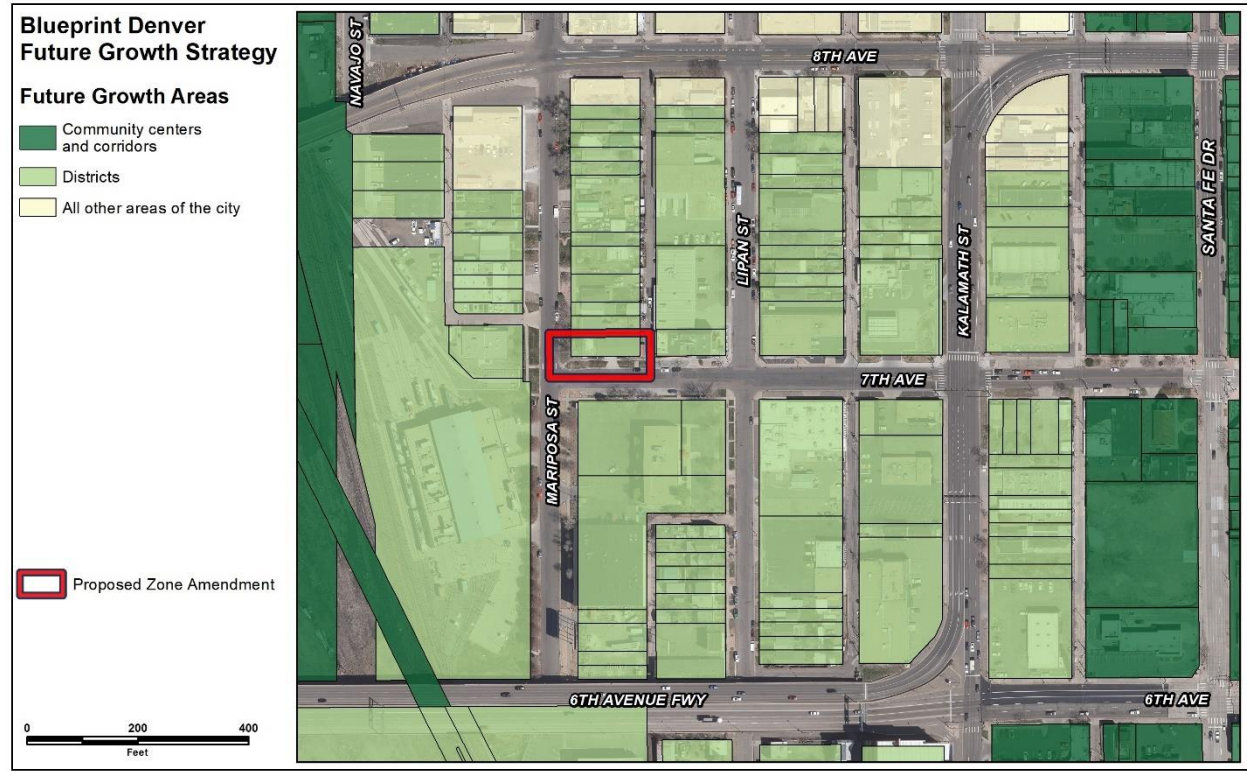 Blueprint Denver
Future Growth Strategy
Future Growth Areas
Community centers
and corridors
Districts
All other areas of the city
Proposed Zone Amendment
0 200 400
Feet
NAVAJO ST
8TH AVE
LIPAN ST
KALAMATH ST
SANTA FE DR
7TH AVE
MARIPOSA ST
6TH AVENUE FWY
6TH AVE